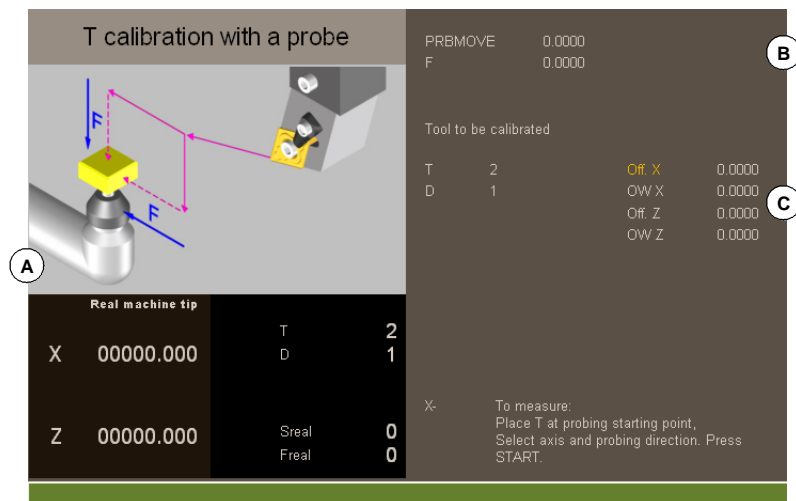 T calibration with a probe
F
F
A
Real machine tip
X 00000.000
Z 00000.000
T 2
D 1
Sreal 0
Freal 0
PRBMOVE 0.0000
F 0.0000
B
Tool to be calibrated
T 2 Off. X 0.0000
D 1 OW X 0.0000
Off. Z 0.0000
OW Z 0.0000
C
X- To measure:
Place T at probing starting point,
Select axis and probing direction. Press
START.